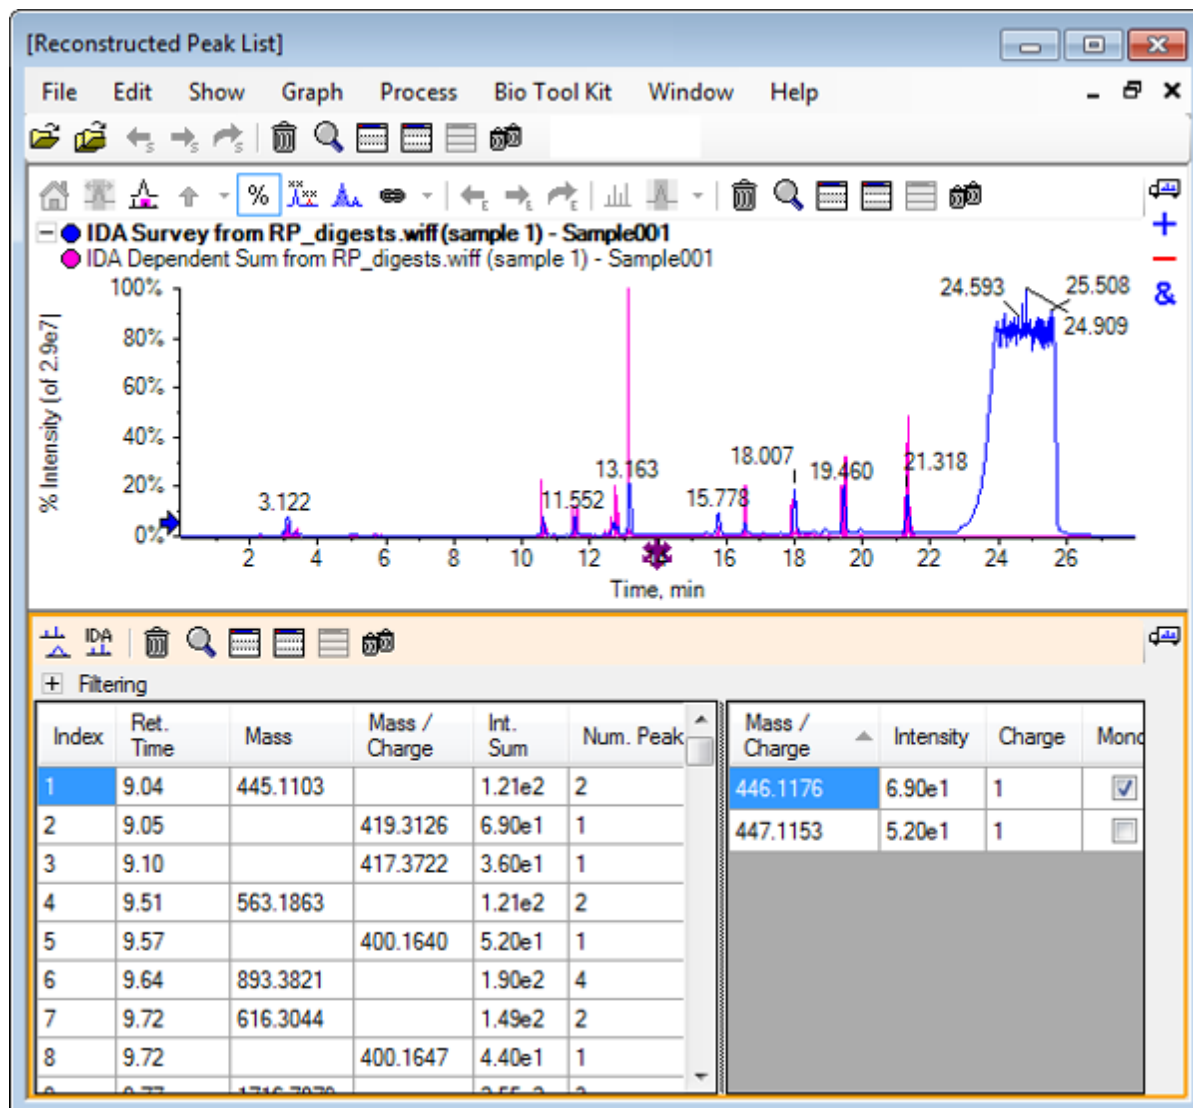 [Reconstructed Peak List]
File Edit Show Graph Process Bio Tool Kit Window Help
% IDA
IDA Survey from RP_digests.wiff (sample 1) - Sample001
IDA Dependent Sum from RP_digests.wiff (sample 1) - Sample001
% Intensity (of 2.9e7)
100%
80%
60%
40%
20%
0%
3.122
11.552
13.163
15.778
18.007
19.460
21.318
24.593
25.508
24.909
2 4 6 8 10 12 16 18 20 22 24 26
Time, min
&
Filtering
Index Ret. Time Mass Mass / Charge Int. Sum Num. Peak
1 9.04 445.1103 1.21e2 2
2 9.05 419.3126 6.90e1 1
3 9.10 417.3722 3.60e1 1
4 9.51 563.1863 1.21e2 2
5 9.57 400.1640 5.20e1 1
6 9.64 893.3821 1.90e2 4
7 9.72 616.3044 1.49e2 2
8 9.72 400.1647 4.40e1 1
Mass / Charge Intensity Charge Mono
446.1176 6.90e1 1
447.1153 5.20e1 1